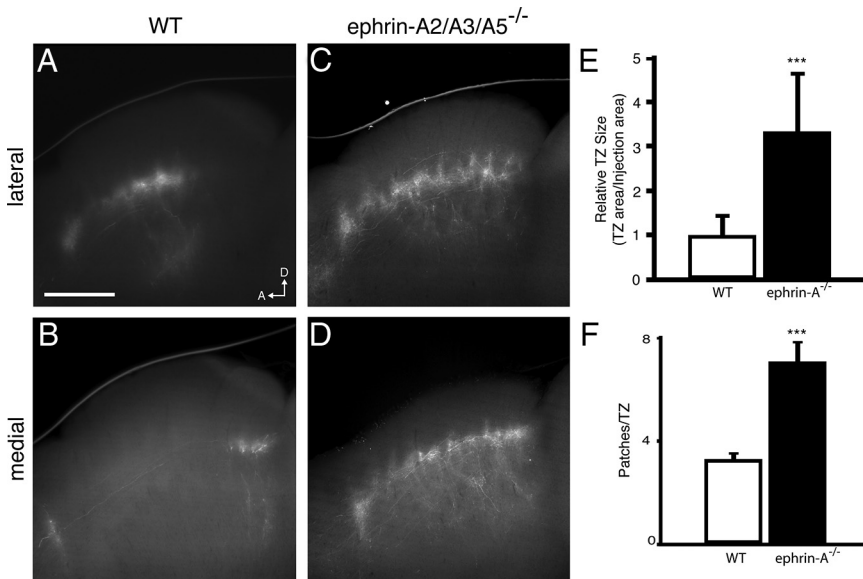 WT
ephrin-A2/A3/A5-/-
lateral
medial
A
D
A
C
B
D
E
Relative TZ Size
(TZ area/Injection area)
5
4
3
2
1
0
***
WT
ephrin-A-/-
F
Patches/TZ
8
4
0
***
WT
ephrin-A-/-